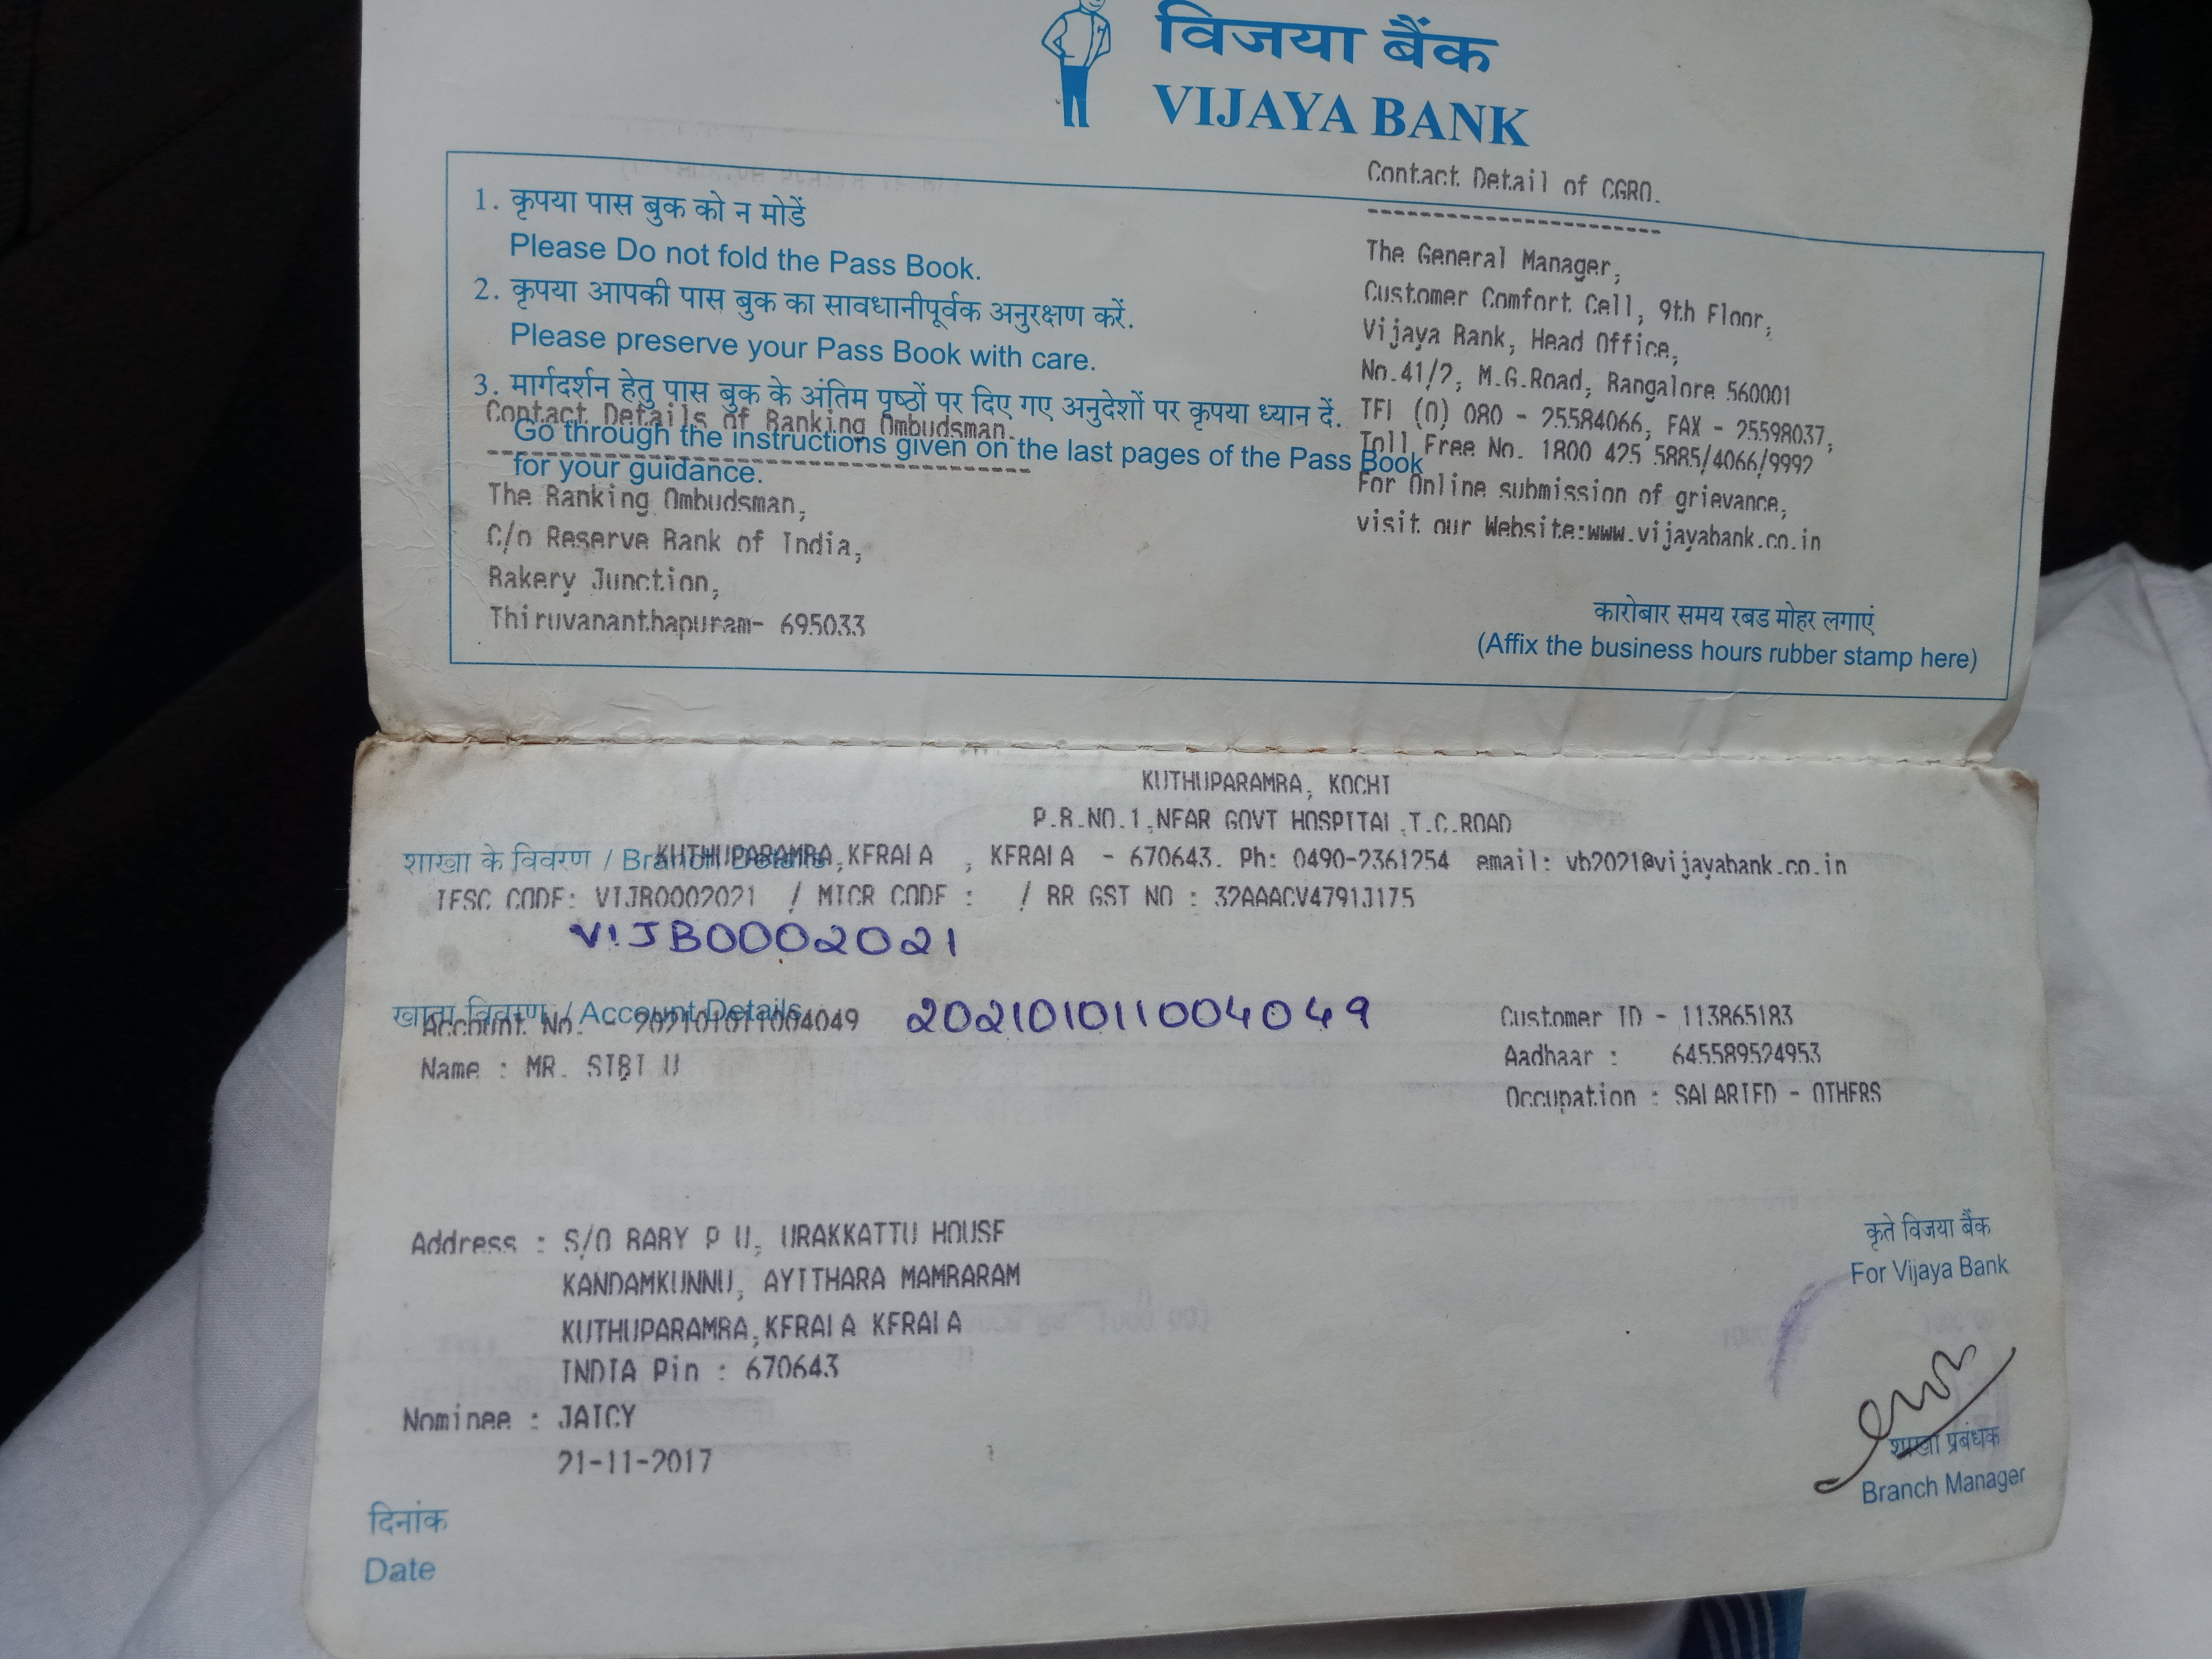 विजया बैंक
VIJAYA BANK
Contact Detail of CGRO.
1. कृपया पास बुक को न मोडें
Please Do not fold the Pass Book.
2. कृपया आपकी पास बुक का सावधानीपूर्वक अनुरक्षण करें.
Please preserve your Pass Book with care.
3. मार्गदर्शन हेतु पास बुक के अंतिम पृष्ठों पर दिए गए अनुदेशों पर कृपया ध्यान दें.
Go through the instructions given on the last pages of the Pass Book
for your guidance.
The General Manager,
Customer Comfort Cell, 9th Floor,
Vijaya Bank, Head Office,
No.41/2, M.G.Road, Bangalore 560001
TEL (O) 080 - 25584066, FAX - 25598037,
Toll Free No. 1800 425 5885/4066/9992
For Online submission of grievance,
visit our Website:www.vijayabank.co.in
Contact Details of Banking Ombudsman.
The Banking Ombudsman,
C/o Reserve Bank of India,
Bakery Junction,
Thiruvananthapuram- 695033
कारोबार समय रबड मोहर लगाएं
(Affix the business hours rubber stamp here)
KUTHUPARAMBA, KOCHI
P.B.NO.1,NEAR GOVT HOSPITAL,T.C.ROAD
शाखा के विवरण / Branch Details
KUTHUPARAMBA,KERALA , KERALA - 670643. Ph: 0490-2361254 email: vb2021@vijayabank.co.in
IFSC CODE: VIJB0002021 / MICR CODE : / BR GST NO : 32AAACV4791J1Z5
VIJB0002021
खाता विवरण / Account Details
Account No. - 202101011004049 202101011004049
Name : MR. SIBI U
Customer ID - 113865183
Aadhaar : 645589524953
Occupation : SALARIED - OTHERS
Address : S/O BABY P U, URAKKATTU HOUSE
KANDAMKUNNU, AYITHARA MAMBARAM
KUTHUPARAMBA,KERALA KERALA
INDIA Pin : 670643
Nominee : JAICY
21-11-2017
कृते विजया बैंक
For Vijaya Bank
शाखा प्रबंधक
Branch Manager
दिनांक
Date